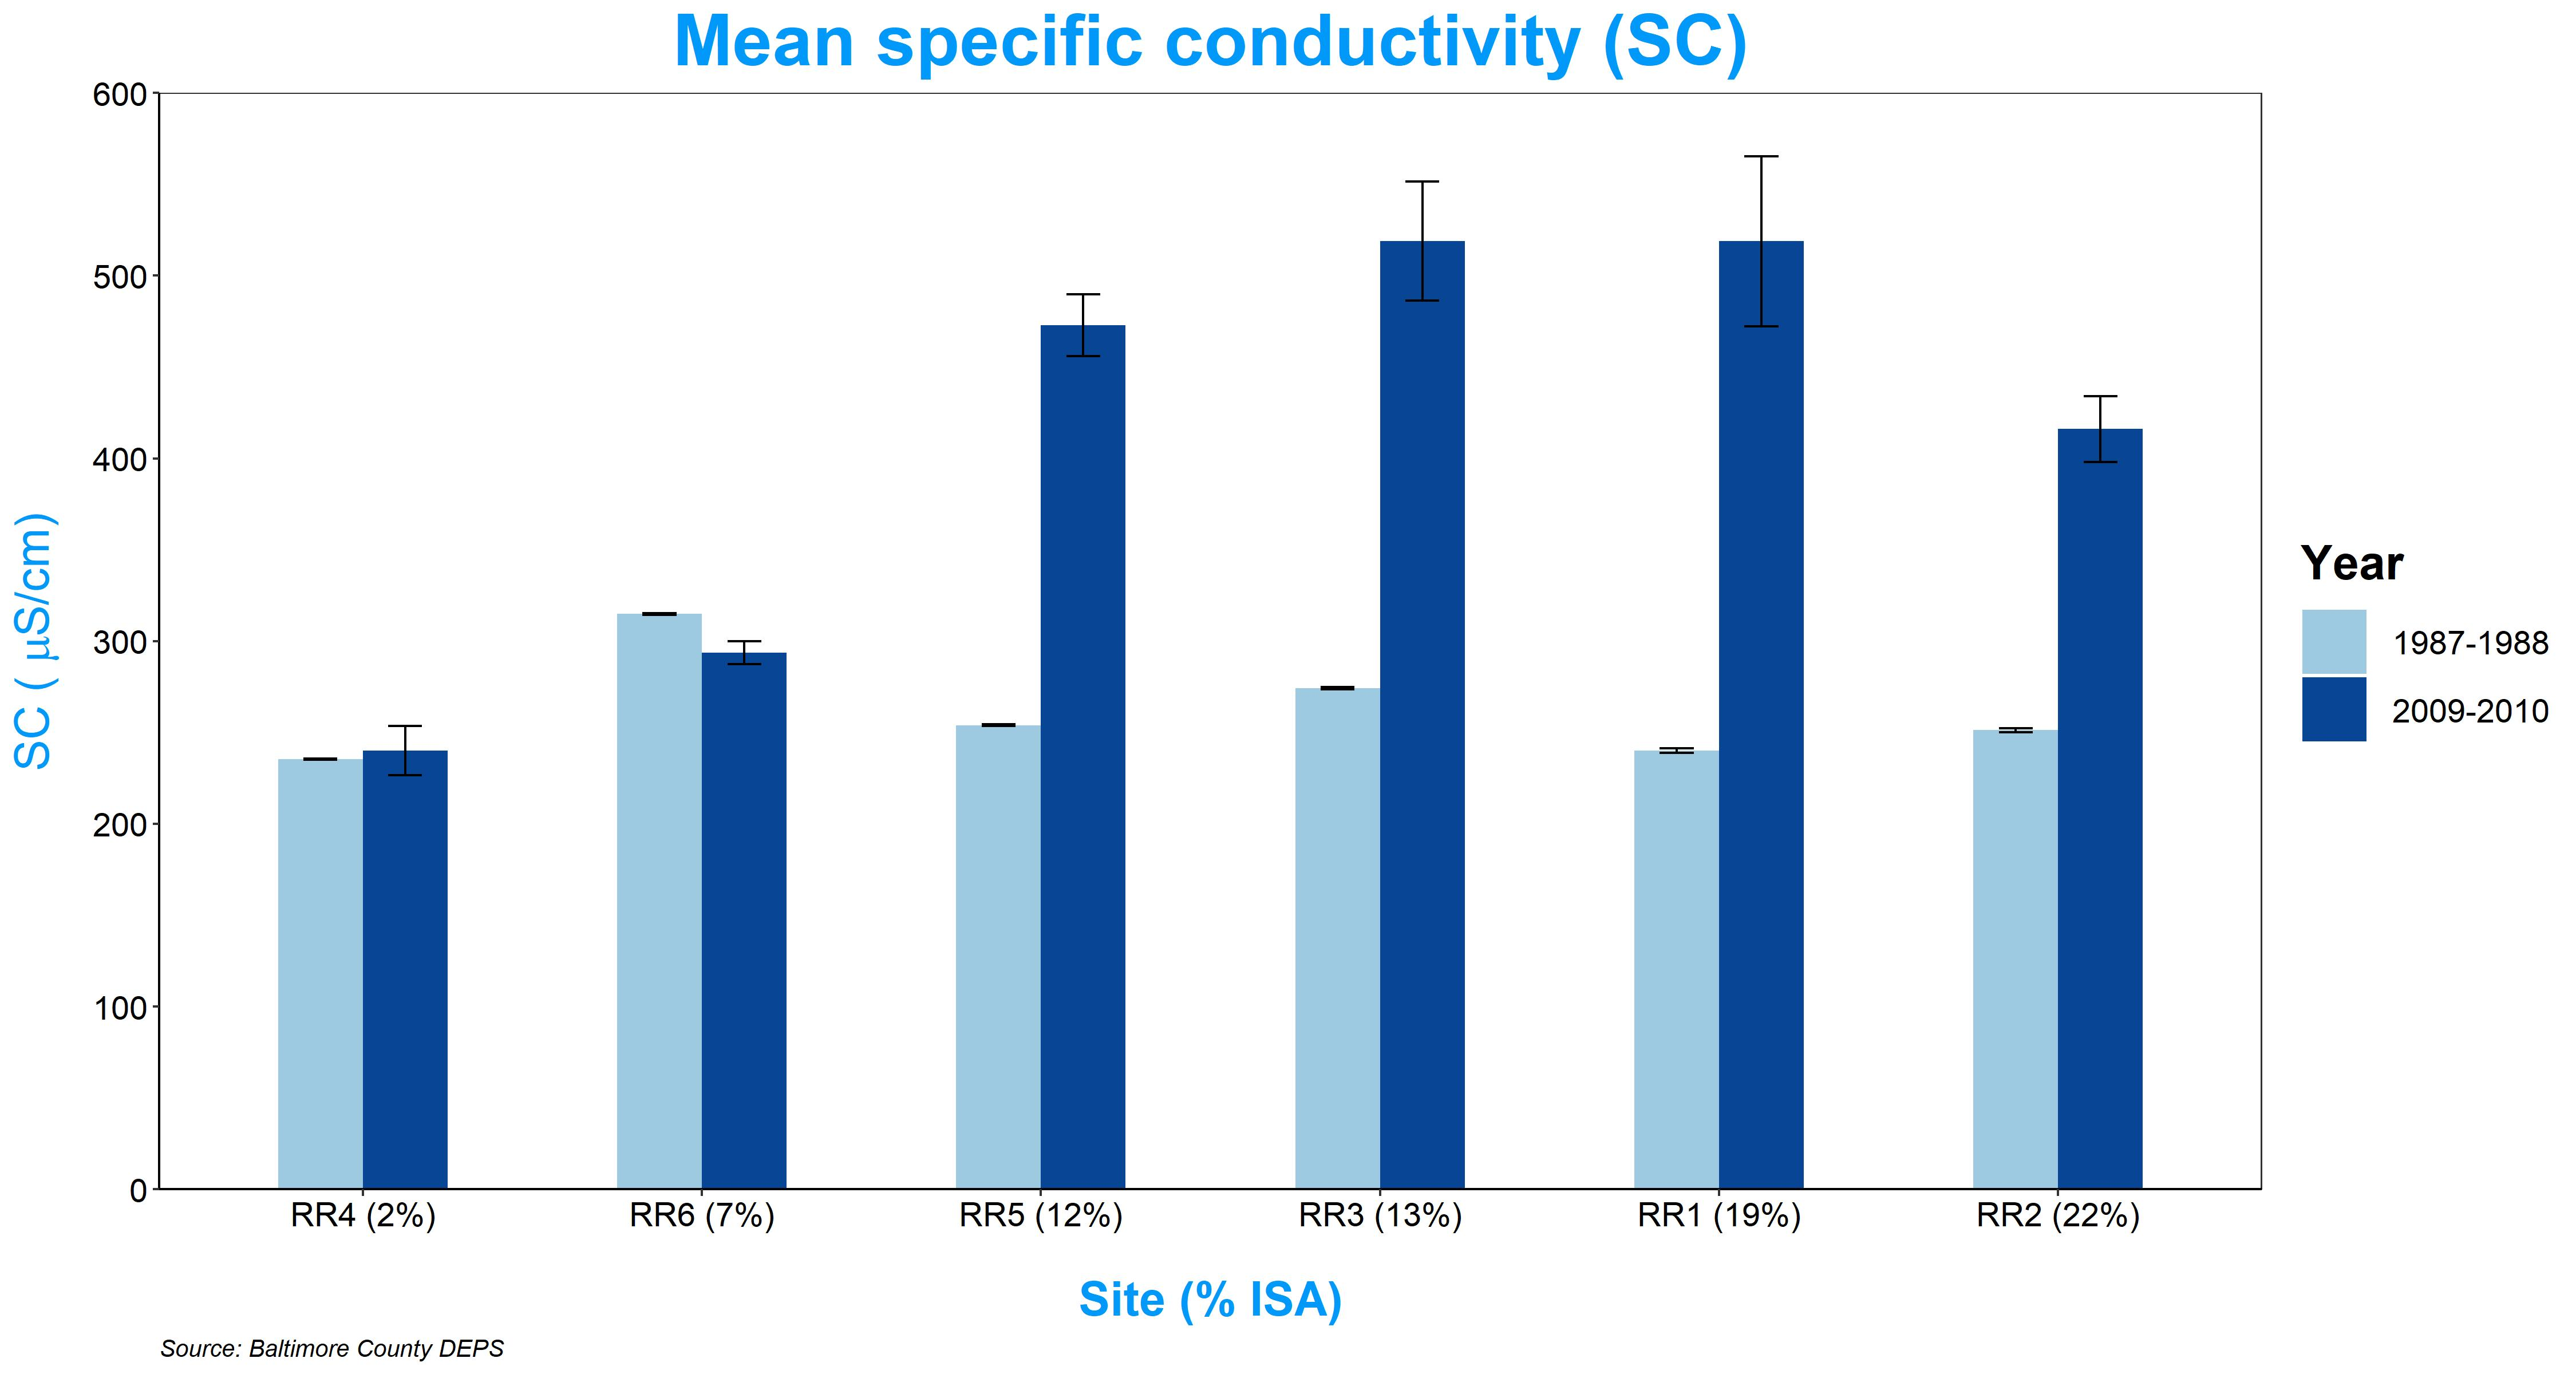 Mean specific conductivity (SC)
600
500
400
300
200
100
0
SC ( µS/cm)
RR4 (2%) RR6 (7%) RR5 (12%) RR3 (13%) RR1 (19%) RR2 (22%)
Site (% ISA)
Year
1987-1988
2009-2010
Source: Baltimore County DEPS